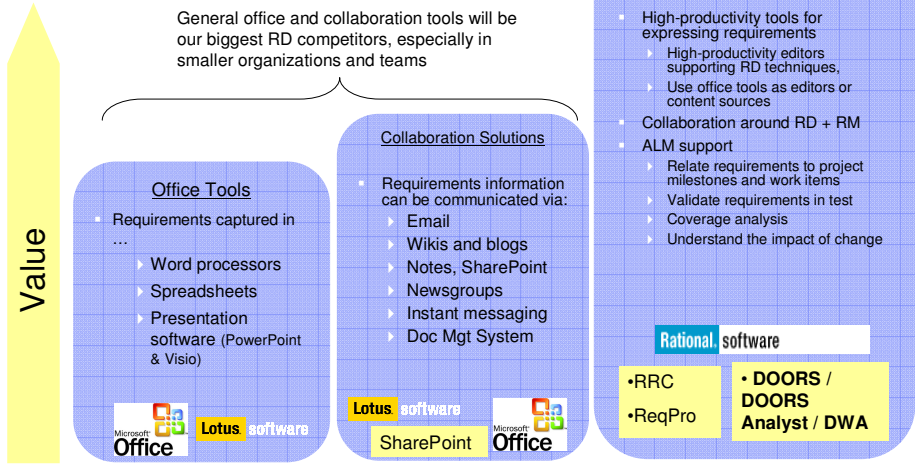 General office and collaboration tools will be
our biggest RD competitors, especially in
smaller organizations and teams
Value
Office Tools
Requirements captured in
…
Word processors
Spreadsheets
Presentation
software (PowerPoint
& Visio)
Microsoft
Office
Lotus. software
Collaboration Solutions
Requirements information
can be communicated via:
Email
Wikis and blogs
Notes, SharePoint
Newsgroups
Instant messaging
Doc Mgt System
Lotus. software
SharePoint
Microsoft
Office
High-productivity tools for
expressing requirements
High-productivity editors
supporting RD techniques,
Use office tools as editors or
content sources
Collaboration around RD + RM
ALM support
Relate requirements to project
milestones and work items
Validate requirements in test
Coverage analysis
Understand the impact of change
Rational. software
•RRC
•ReqPro
• DOORS /
DOORS
Analyst / DWA